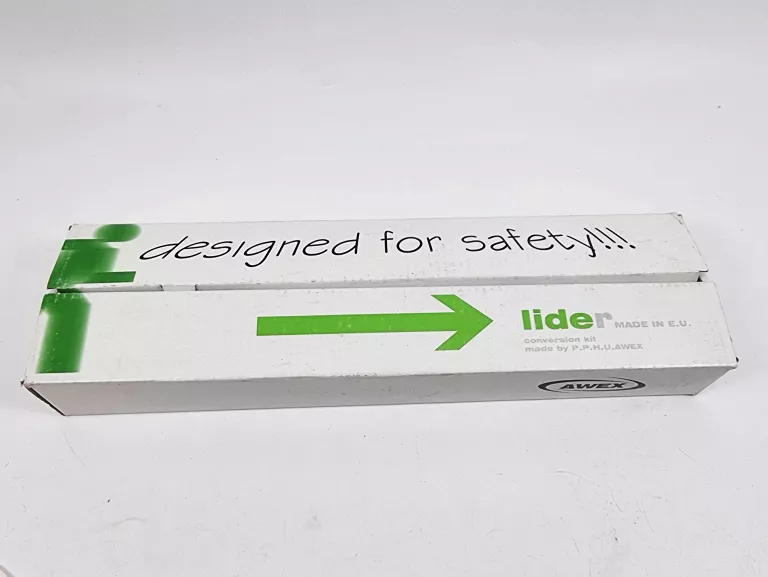 designed for safety!!!
lider MADE IN E.U.
conversion kit
made by P.P.H.U.AWEX
AWEX